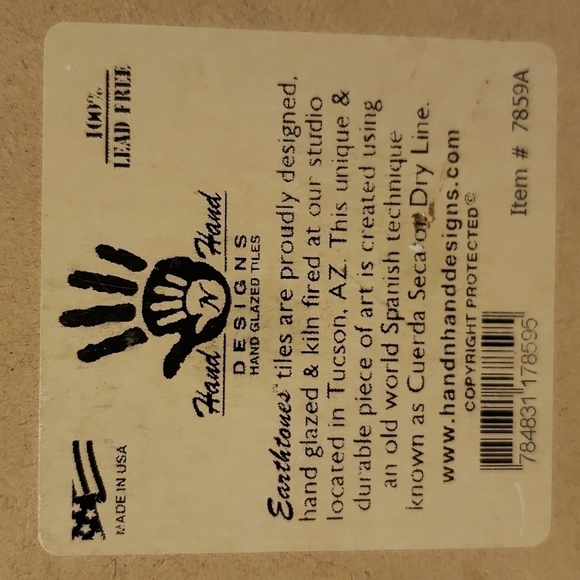 MADE IN USA
100%
LEAD FREE
Hand N Hand
DESIGNS
HAND GLAZED TILES
Earthtones™ tiles are proudly designed,
hand glazed & kiln fired at our studio
located in Tucson, AZ. This unique &
durable piece of art is created using
an old world Spanish technique
known as Cuerda Seca or Dry Line.
www.handnhanddesigns.com
COPYRIGHT PROTECTED©
784831178595
Item # 7859A